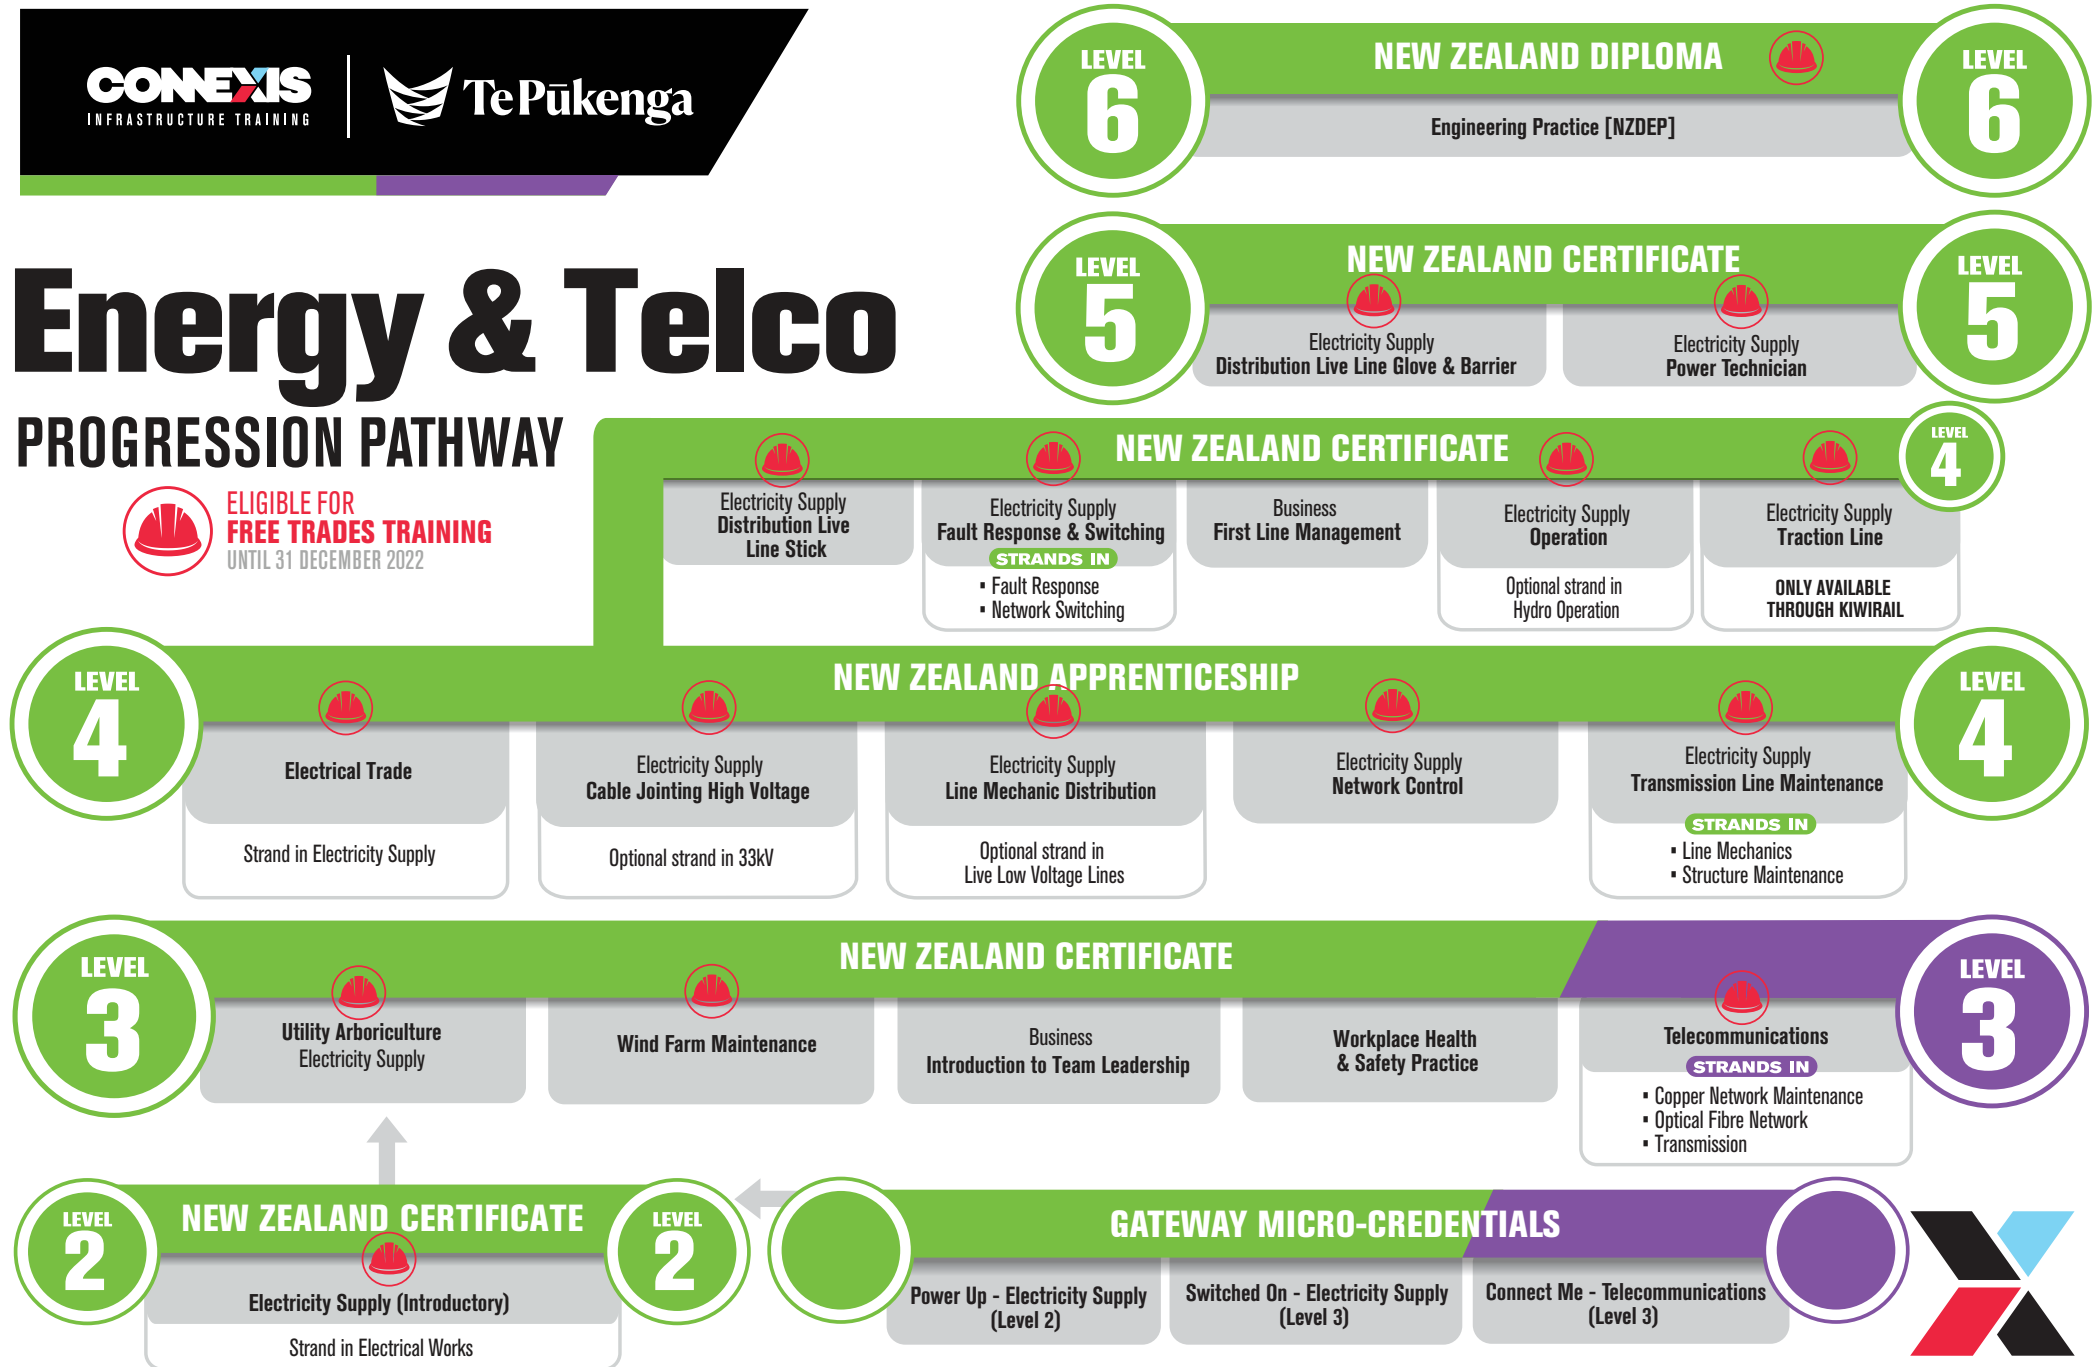 CONNEXIS
INFRASTRUCTURE TRAINING
Te Pūkenga
Energy & Telco
PROGRESSION PATHWAY
ELIGIBLE FOR
FREE TRADES TRAINING
UNTIL 31 DECEMBER 2022
LEVEL
6
NEW ZEALAND DIPLOMA
Engineering Practice [NZDEP]
LEVEL
6
LEVEL
5
NEW ZEALAND CERTIFICATE
Electricity Supply
Distribution Live Line Glove & Barrier
Electricity Supply
Power Technician
LEVEL
5
NEW ZEALAND CERTIFICATE
LEVEL
4
Electricity Supply
Distribution Live
Line Stick
Electricity Supply
Fault Response & Switching
STRANDS IN
▪ Fault Response
▪ Network Switching
Business
First Line Management
Electricity Supply
Operation
Optional strand in
Hydro Operation
Electricity Supply
Traction Line
ONLY AVAILABLE
THROUGH KIWIRAIL
LEVEL
4
NEW ZEALAND APPRENTICESHIP
Electrical Trade
Strand in Electricity Supply
Electricity Supply
Cable Jointing High Voltage
Optional strand in 33kV
Electricity Supply
Line Mechanic Distribution
Optional strand in
Live Low Voltage Lines
Electricity Supply
Network Control
Electricity Supply
Transmission Line Maintenance
STRANDS IN
▪ Line Mechanics
▪ Structure Maintenance
LEVEL
4
LEVEL
3
NEW ZEALAND CERTIFICATE
Utility Arboriculture
Electricity Supply
Wind Farm Maintenance
Business
Introduction to Team Leadership
Workplace Health
& Safety Practice
Telecommunications
STRANDS IN
▪ Copper Network Maintenance
▪ Optical Fibre Network
▪ Transmission
LEVEL
3
LEVEL
2
NEW ZEALAND CERTIFICATE
Electricity Supply (Introductory)
Strand in Electrical Works
LEVEL
2
GATEWAY MICRO-CREDENTIALS
Power Up - Electricity Supply
(Level 2)
Switched On - Electricity Supply
(Level 3)
Connect Me - Telecommunications
(Level 3)